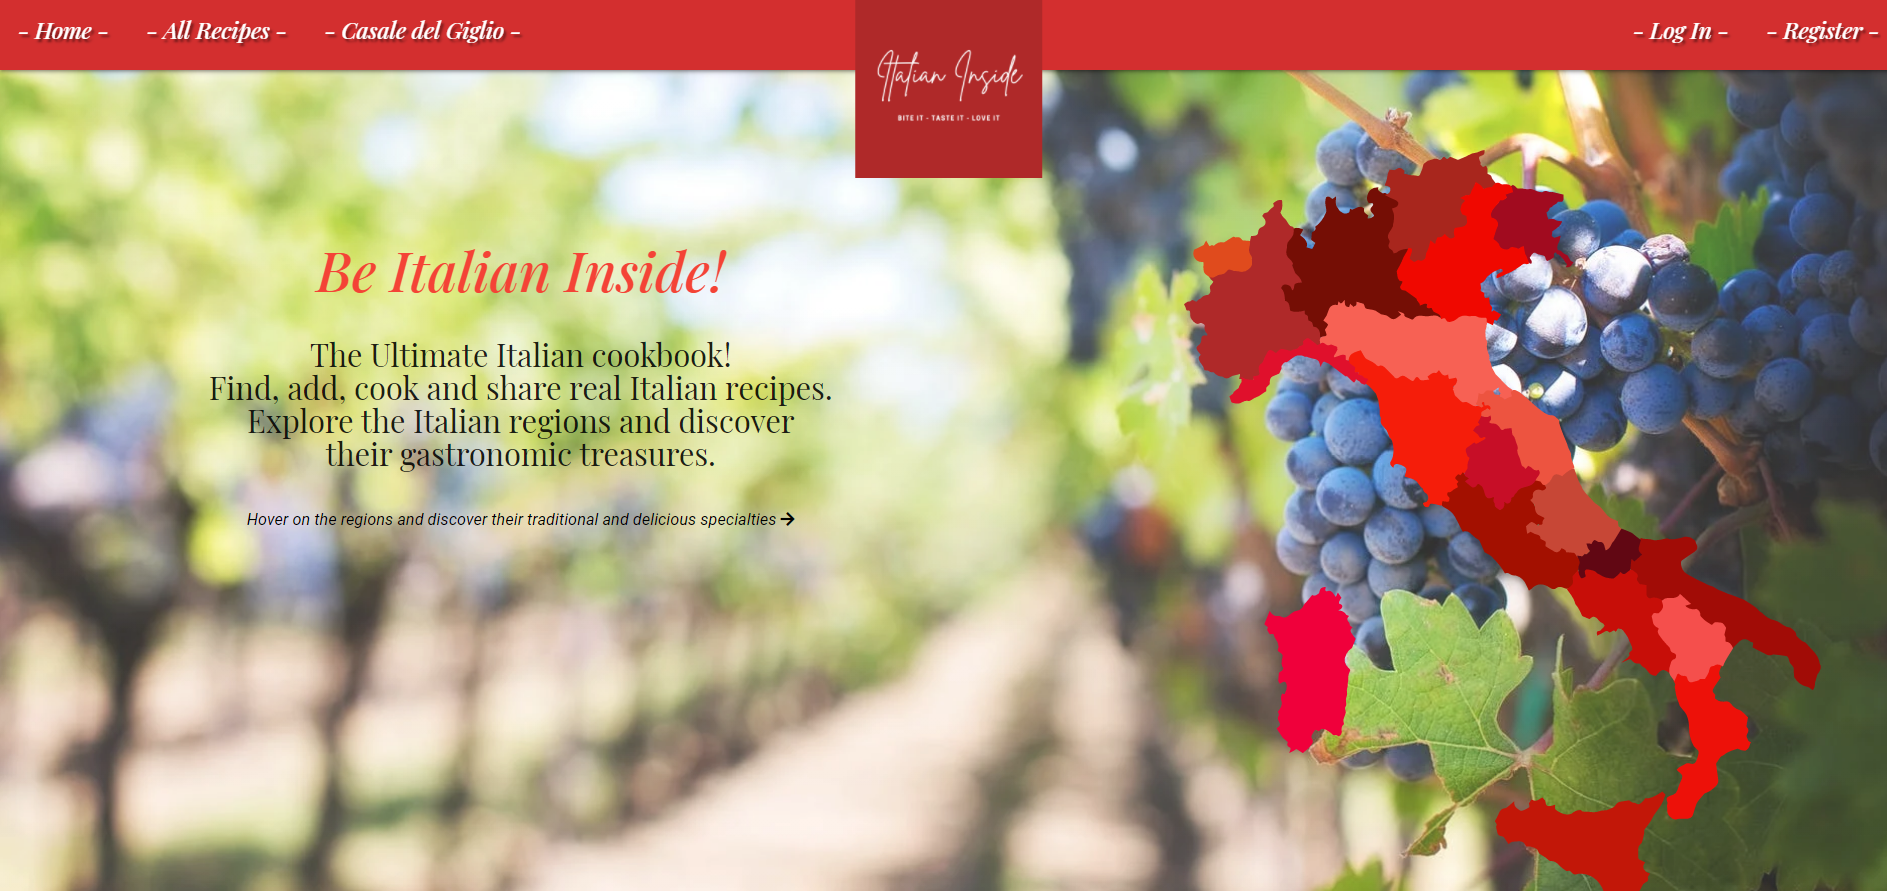 - Home -
- All Recipes -
- Casale del Giglio -
Italian Inside
BITE IT - TASTE IT - LOVE IT
- Log In -
- Register -
Be Italian Inside!
The Ultimate Italian cookbook!
Find, add, cook and share real Italian recipes.
Explore the Italian regions and discover
their gastronomic treasures.
Hover on the regions and discover their traditional and delicious specialties →